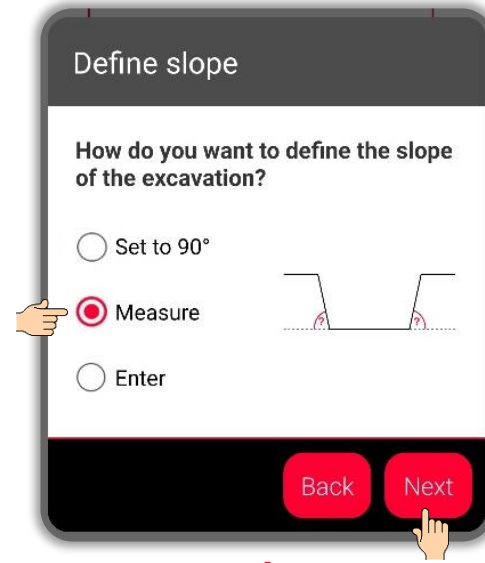 Define slope
How do you want to define the slope
of the excavation?
Set to 90°
Measure
? ?
Enter
Back Next